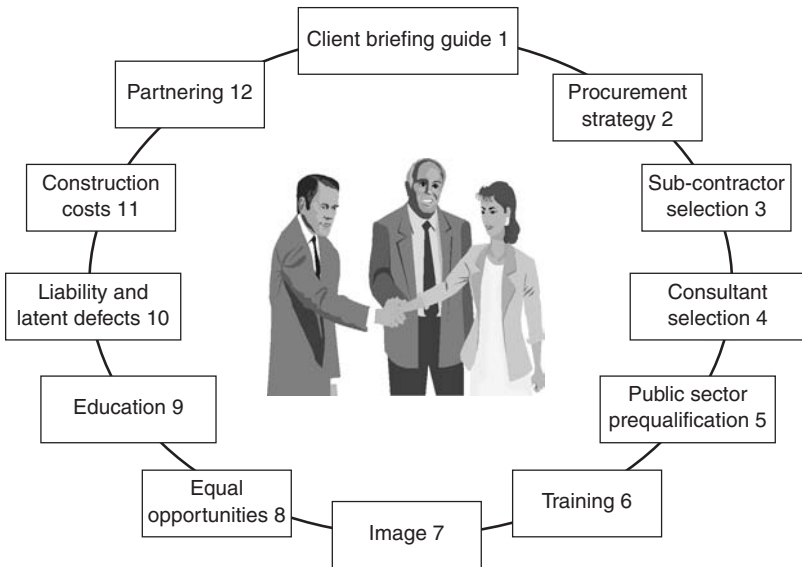 Client briefing guide 1
Procurement
strategy 2
Sub-contractor
selection 3
Consultant
selection 4
Public sector
prequalification 5
Training 6
Image 7
Equal
opportunities 8
Education 9
Liability and
latent defects 10
Construction
costs 11
Partnering 12